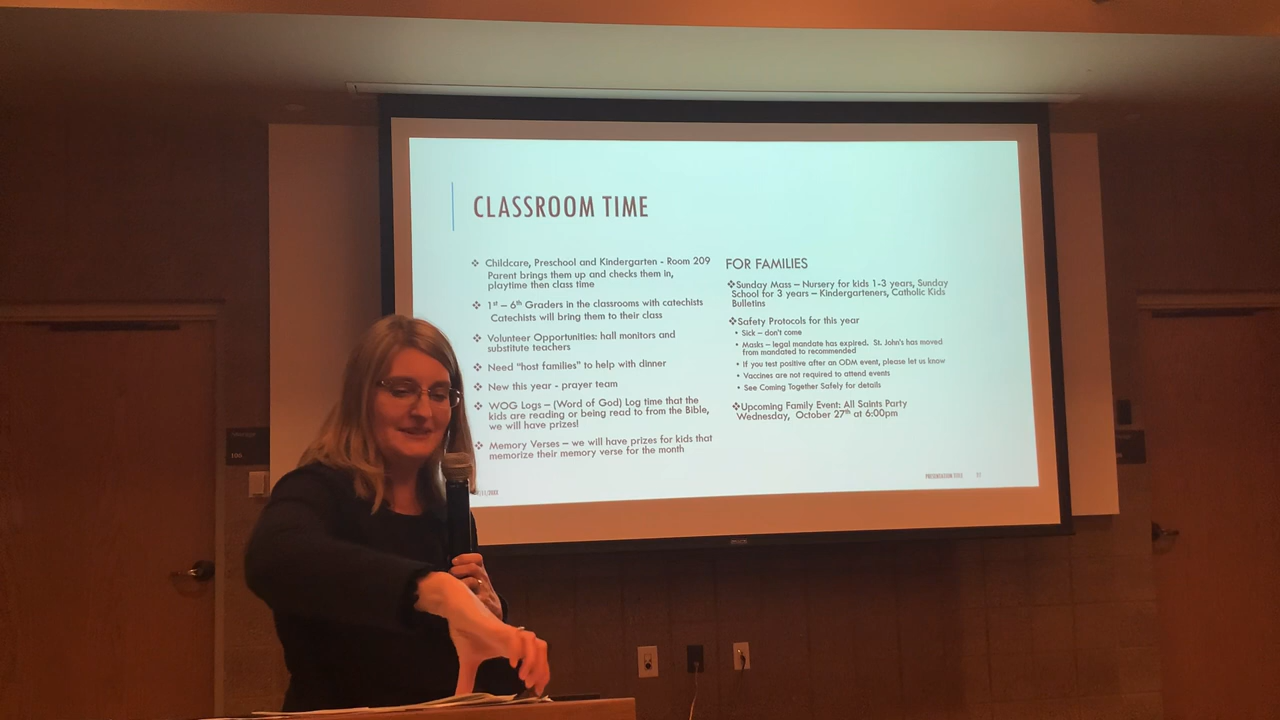 CLASSROOM TIME
❖ Childcare, Preschool and Kindergarten - Room 209
Parent brings them up and checks them in,
playtime then class time
❖ 1st – 6th Graders in the classrooms with catechists
Catechists will bring them to their class
❖ Volunteer Opportunities: hall monitors and
substitute teachers
❖ Need "host families" to help with dinner
❖ New this year - prayer team
❖ WOG Logs – (Word of God) Log time that the
kids are reading or being read to from the Bible,
we will have prizes!
❖ Memory Verses – we will have prizes for kids that
memorize their memory verse for the month
FOR FAMILIES
❖Sunday Mass – Nursery for kids 1-3 years, Sunday
School for 3 years – Kindergarteners, Catholic Kids
Bulletins
❖Safety Protocols for this year
• Sick – don't come
• Masks – legal mandate has expired. St. John's has moved
from mandated to recommended
• If you test positive after an ODM event, please let us know
• Vaccines are not required to attend events
• See Coming Together Safely for details
❖Upcoming Family Event: All Saints Party
Wednesday, October 27th at 6:00pm
PRESENTATION TITLE